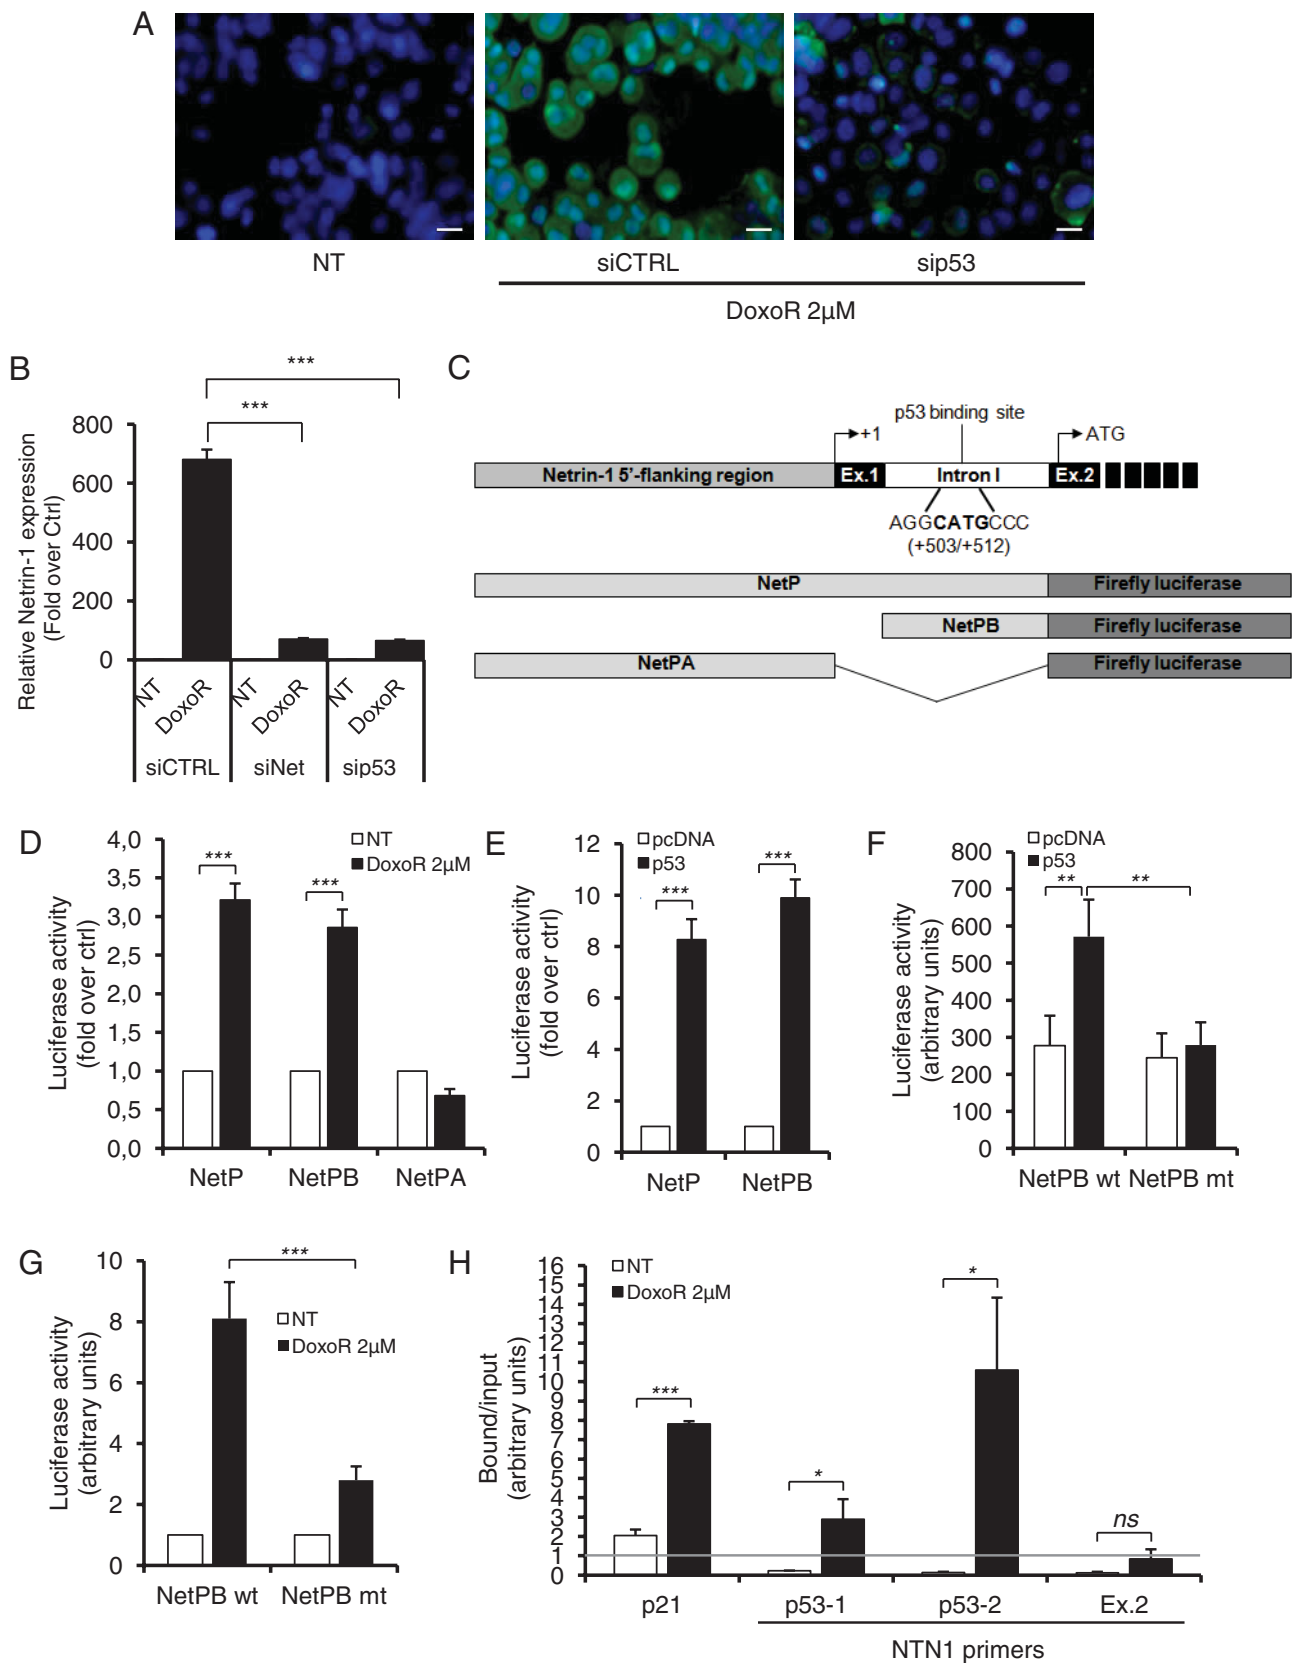 A
NT
siCTRL
sip53
DoxoR 2µM
B
***
***
Relative Netrin-1 expression
(Fold over Ctrl)
800
600
400
200
0
NT
DoxoR
NT
DoxoR
NT
DoxoR
siCTRL
siNet
sip53
C
p53 binding site
+1
ATG
Netrin-1 5'-flanking region
Ex.1
Intron I
Ex.2
AGGCATGCCC
(+503/+512)
NetP
Firefly luciferase
NetPB
Firefly luciferase
NetPA
Firefly luciferase
D
Luciferase activity
(fold over ctrl)
4,0
3,5
3,0
2,5
2,0
1,5
1,0
0,5
0,0
NT
DoxoR 2µM
***
***
NetP
NetPB
NetPA
E
Luciferase activity
(fold over ctrl)
12
10
8
6
4
2
0
pcDNA
p53
***
***
NetP
NetPB
F
Luciferase activity
(arbitrary units)
800
700
600
500
400
300
200
100
0
pcDNA
p53
**
**
NetPB wt
NetPB mt
G
Luciferase activity
(arbitrary units)
10
8
6
4
2
0
***
NT
DoxoR 2µM
NetPB wt
NetPB mt
H
Bound/input
(arbitrary units)
16
15
14
13
12
11
10
9
8
7
6
5
4
3
2
1
0
NT
DoxoR 2µM
***
*
*
ns
p21
p53-1
p53-2
Ex.2
NTN1 primers